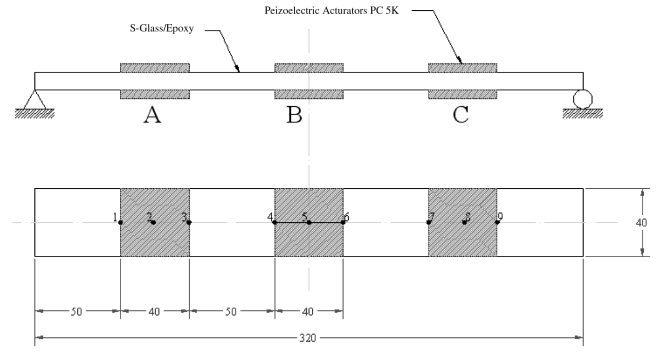 Peizoelectric Acturators PC 5K
S-Glass/Epoxy
A B C
1 2 3 4 5 6 7 8 9
40
50 40 50 40
320